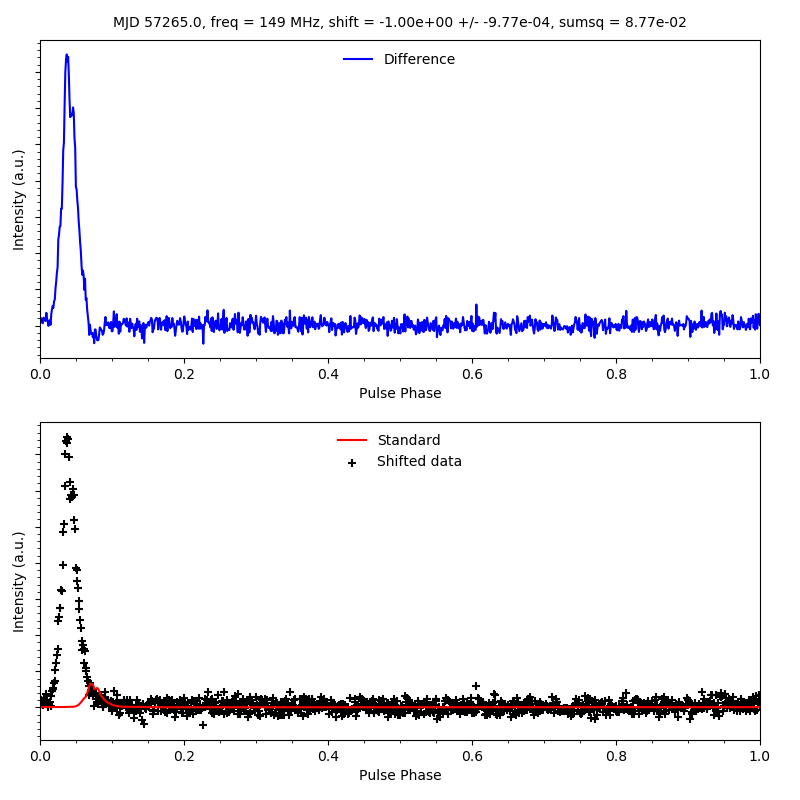 MJD 57265.0, freq = 149 MHz, shift = -1.00e+00 +/- -9.77e-04, sumsq = 8.77e-02
Difference
Intensity (a.u.)
0.0 0.2 0.4 0.6 0.8 1.0
Pulse Phase
Standard
Shifted data
Intensity (a.u.)
0.0 0.2 0.4 0.6 0.8 1.0
Pulse Phase